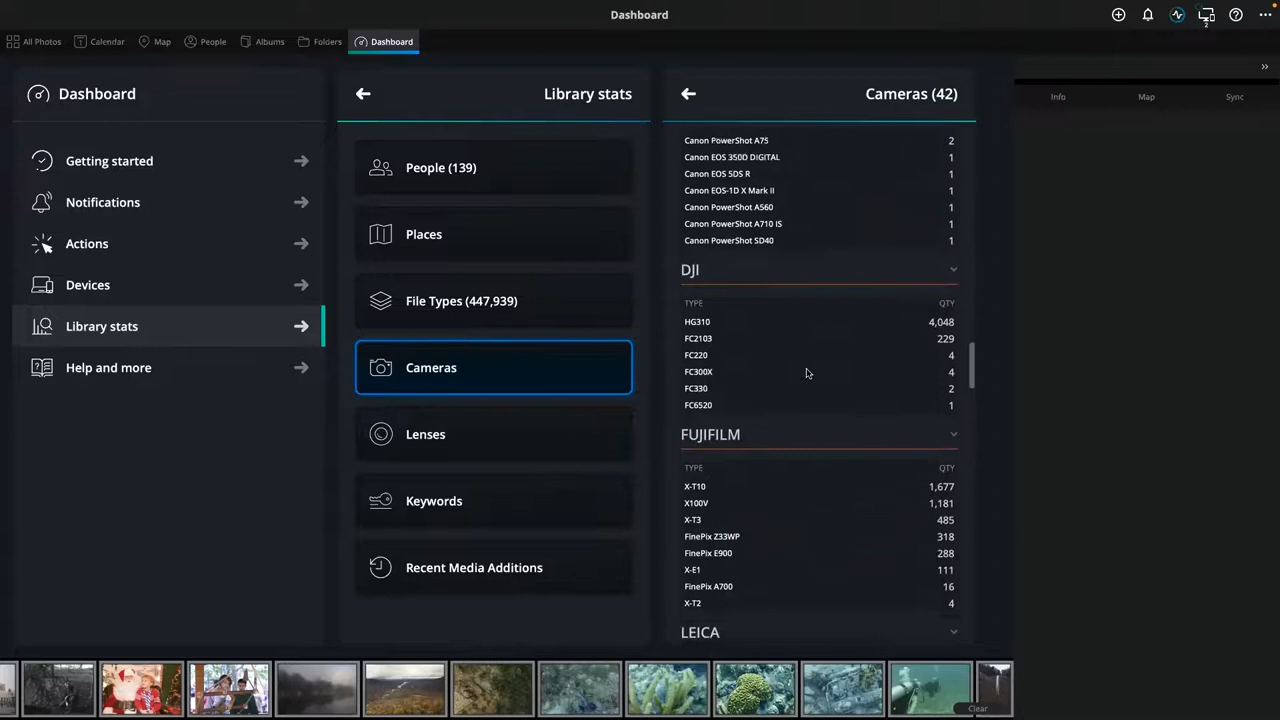 Dashboard
2
All Photos Calendar Map People Albums Folders Dashboard
Dashboard
Getting started
Notifications
Actions
Devices
Library stats
Help and more
Library stats
People (139)
Places
File Types (447,939)
Cameras
Lenses
Keywords
Recent Media Additions
Cameras (42)
Canon PowerShot A75 2
Canon EOS 350D DIGITAL 1
Canon EOS 5DS R 1
Canon EOS-1D X Mark II 1
Canon PowerShot A560 1
Canon PowerShot A710 IS 1
Canon PowerShot SD40 1
DJI
TYPE QTY
HG310 4,048
FC2103 229
FC220 4
FC300X 4
FC330 2
FC6520 1
FUJIFILM
TYPE QTY
X-T10 1,677
X100V 1,181
X-T3 485
FinePix Z33WP 318
FinePix E900 288
X-E1 111
FinePix A700 16
X-T2 4
LEICA
Info Map Sync
Clear